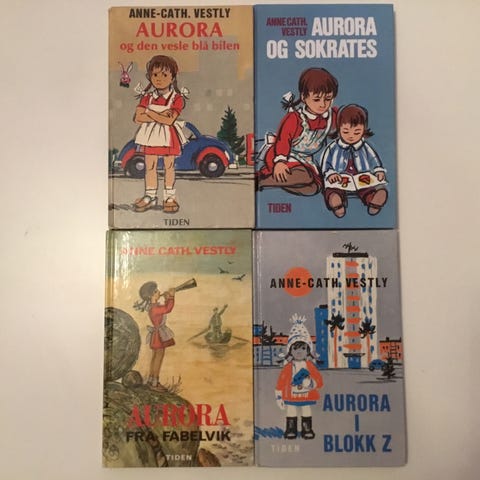 ANNE-CATH. VESTLY
AURORA
og den vesle blå bilen
TIDEN
ANNE CATH.
VESTLY
AURORA
OG SOKRATES
TIDEN
ANNE CATH. VESTLY
AURORA
FRA FABELVIK
TIDEN
ANNE-CATH. VESTLY
AURORA
I
BLOKK Z
TIDEN